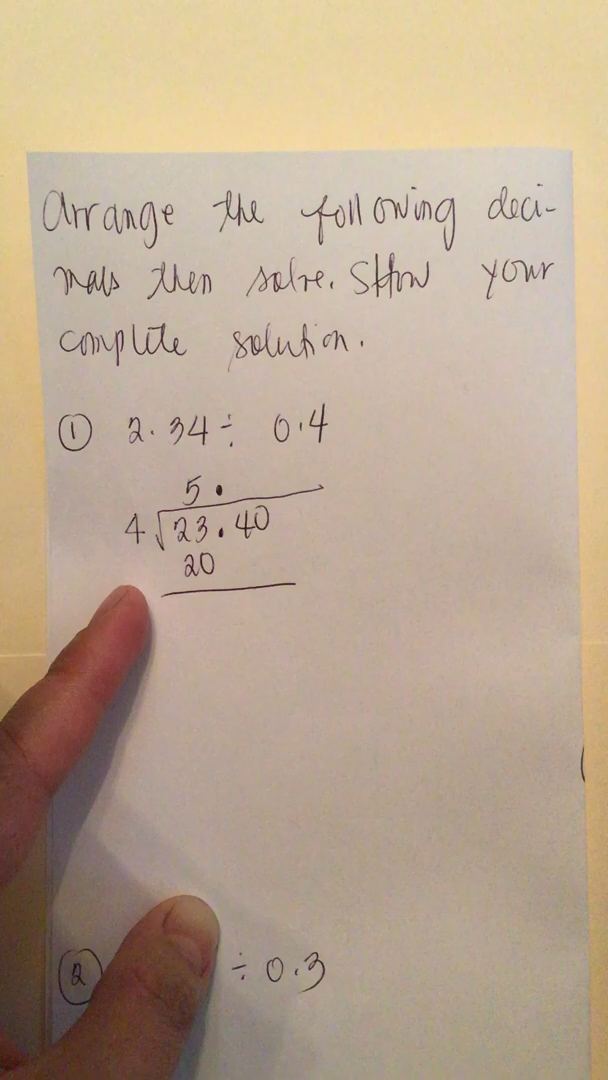 Arrange the following deci-
mals then solve. SHow your
complete solution.
① 2.34 ÷ 0.4
5.
4 √23.40
20
② ÷ 0.3